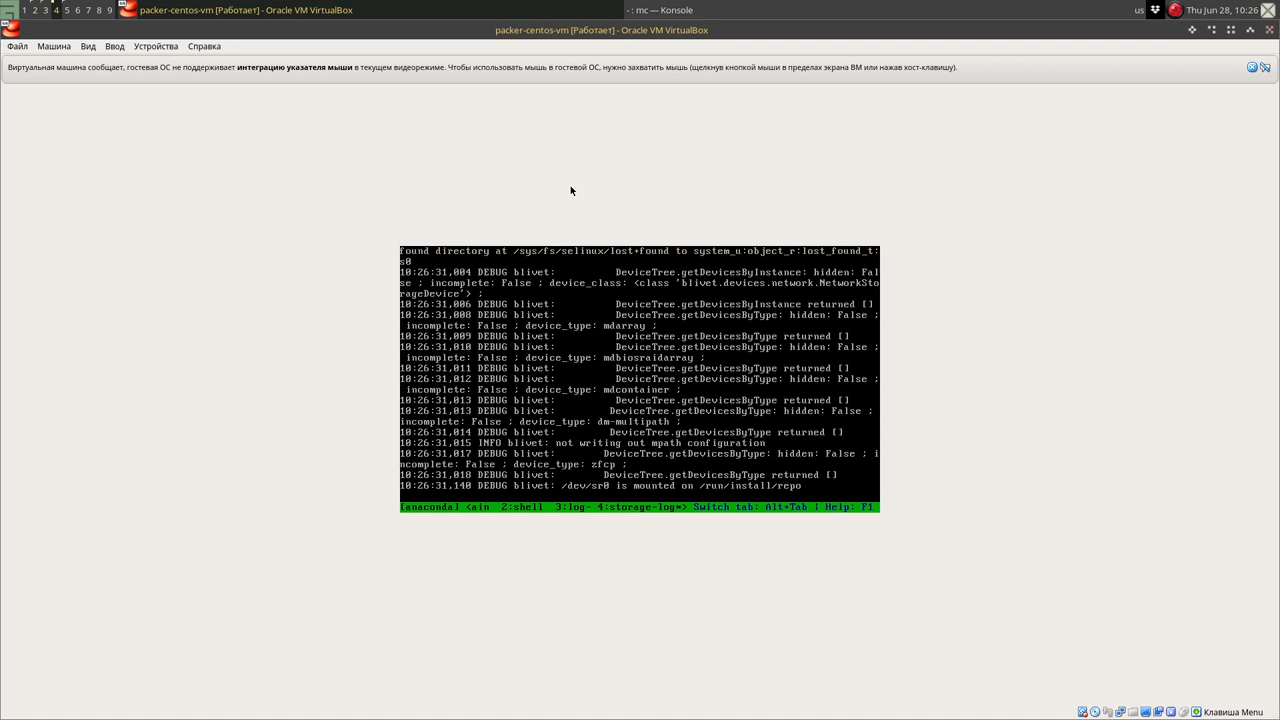 1 2 3 4 5 6 7 8 9 packer-centos-vm [Работает] - Oracle VM VirtualBox - : mc — Konsole us Thu Jun 28, 10:26
packer-centos-vm [Работает] - Oracle VM VirtualBox
Файл Машина Вид Ввод Устройства Справка
Виртуальная машина сообщает, гостевая ОС не поддерживает интеграцию указателя мыши в текущем видеорежиме. Чтобы использовать мышь в гостевой ОС, нужно захватить мышь (щелкнув кнопкой мыши в пределах экрана ВМ или нажав хост-клавишу).
found directory at /sys/fs/selinux/lost+found to system_u:object_r:lost_found_t:
s0
10:26:31,004 DEBUG blivet: DeviceTree.getDevicesByInstance: hidden: Fal
se ; incomplete: False ; device_class: <class 'blivet.devices.network.NetworkSto
rageDevice'> ;
10:26:31,006 DEBUG blivet: DeviceTree.getDevicesByInstance returned []
10:26:31,008 DEBUG blivet: DeviceTree.getDevicesByType: hidden: False ;
incomplete: False ; device_type: mdarray ;
10:26:31,009 DEBUG blivet: DeviceTree.getDevicesByType returned []
10:26:31,010 DEBUG blivet: DeviceTree.getDevicesByType: hidden: False ;
incomplete: False ; device_type: mdbiosraidarray ;
10:26:31,011 DEBUG blivet: DeviceTree.getDevicesByType returned []
10:26:31,012 DEBUG blivet: DeviceTree.getDevicesByType: hidden: False ;
incomplete: False ; device_type: mdcontainer ;
10:26:31,013 DEBUG blivet: DeviceTree.getDevicesByType returned []
10:26:31,013 DEBUG blivet: DeviceTree.getDevicesByType: hidden: False ;
incomplete: False ; device_type: dm-multipath ;
10:26:31,014 DEBUG blivet: DeviceTree.getDevicesByType returned []
10:26:31,015 INFO blivet: not writing out mpath configuration
10:26:31,017 DEBUG blivet: DeviceTree.getDevicesByType: hidden: False ; i
ncomplete: False ; device_type: zfcp ;
10:26:31,018 DEBUG blivet: DeviceTree.getDevicesByType returned []
10:26:31,140 DEBUG blivet: /dev/sr0 is mounted on /run/install/repo
[anaconda] <ain 2:shell 3:log- 4:storage-log*> Switch tab: Alt+Tab | Help: F1
Клавиша Menu